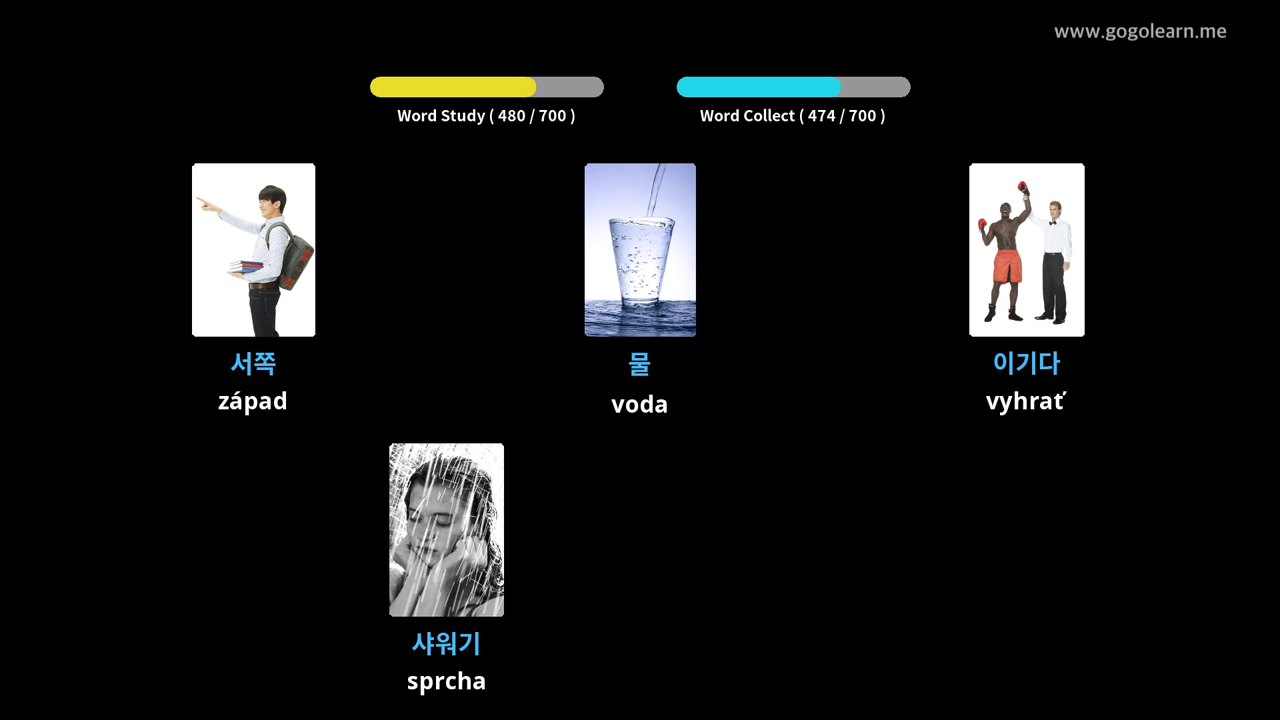 www.gogolearn.me
Word Study ( 480 / 700 )
Word Collect ( 474 / 700 )
서쪽
západ
물
voda
이기다
vyhrať
샤워기
sprcha